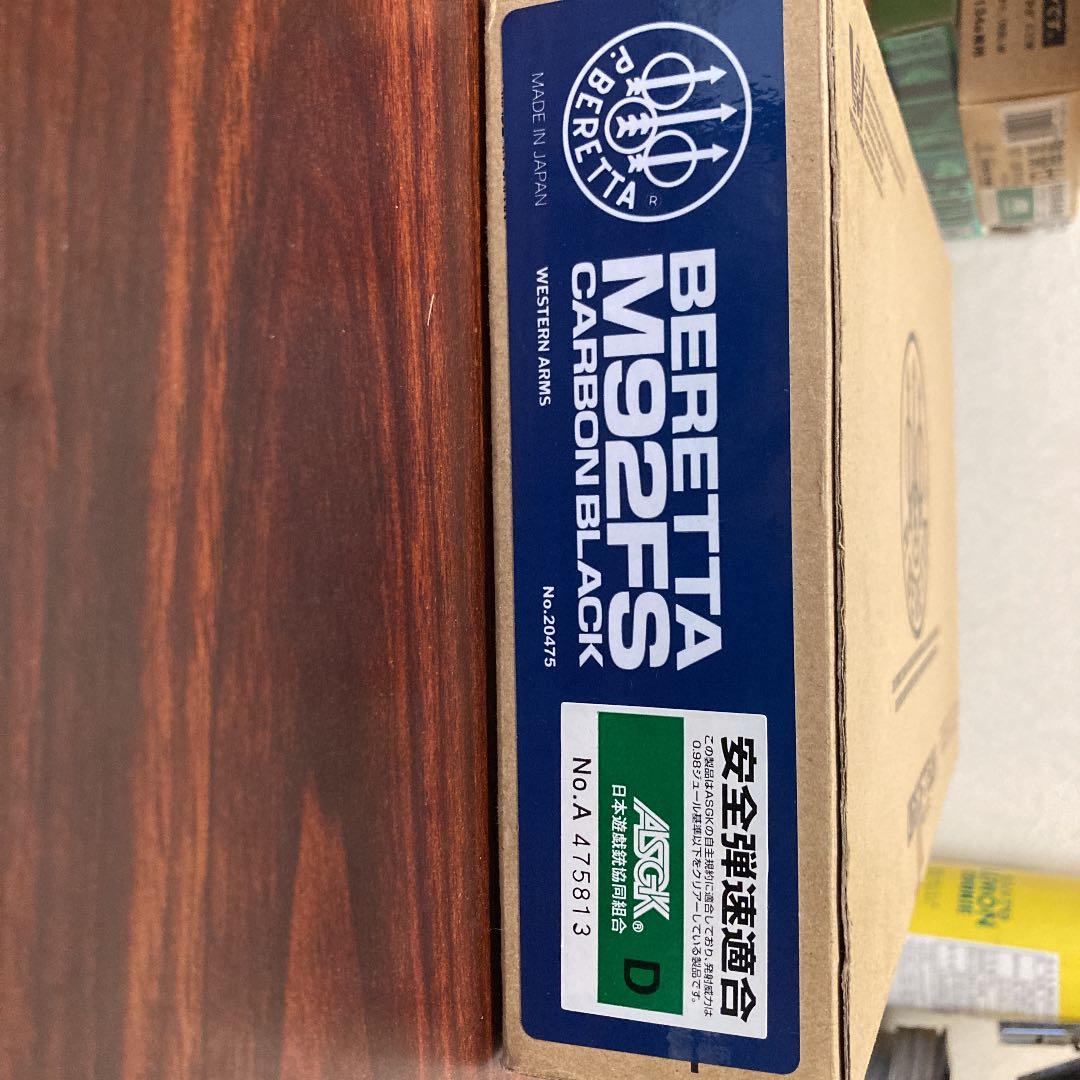 P. BERETTA ®
MADE IN JAPAN
BERETTA
M92FS
CARBON BLACK
WESTERN ARMS
No.20475
安全弾速適合
この製品はASGKの自主規約に適合しており、発射威力は
0.98ジュール基準以下をクリアーしている製品です。
ASGK®
D
日本遊戯銃協同組合
No.A 475813